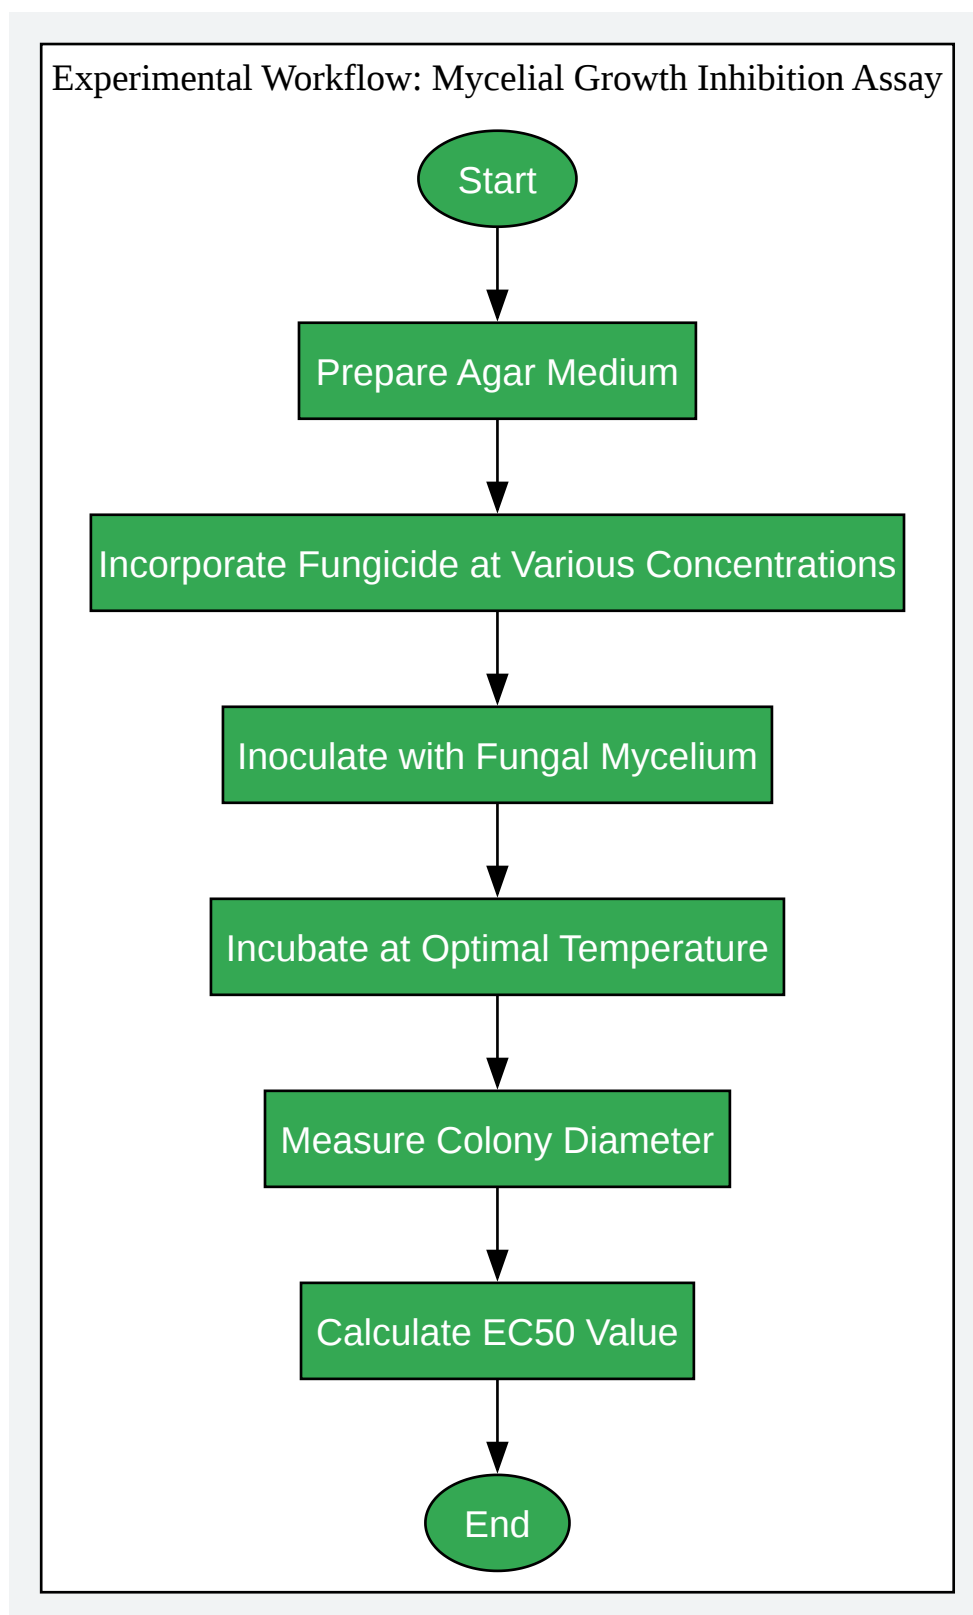 Experimental Workflow: Mycelial Growth Inhibition Assay
Start
Prepare Agar Medium
Incorporate Fungicide at Various Concentrations
Inoculate with Fungal Mycelium
Incubate at Optimal Temperature
Measure Colony Diameter
Calculate EC50 Value
End